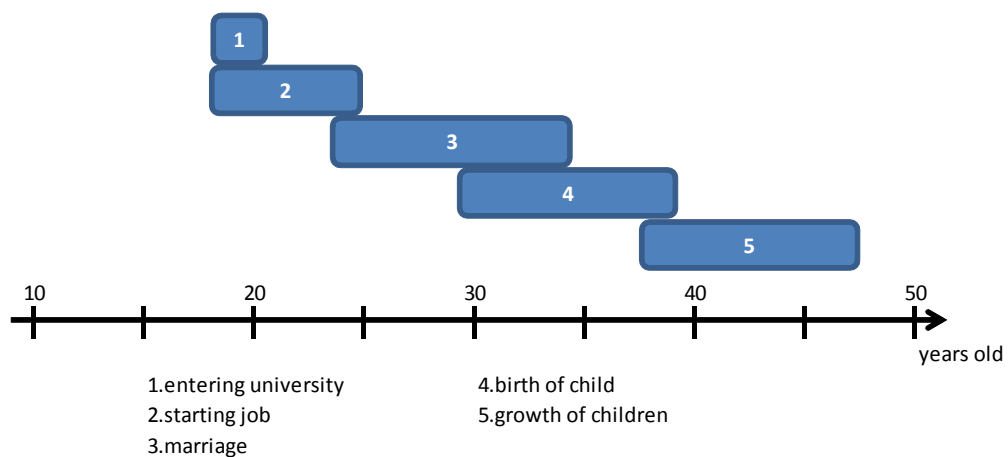 1
2
3
4
5
10 20 30 40 50
years old
1.entering university
2.starting job
3.marriage
4.birth of child
5.growth of children